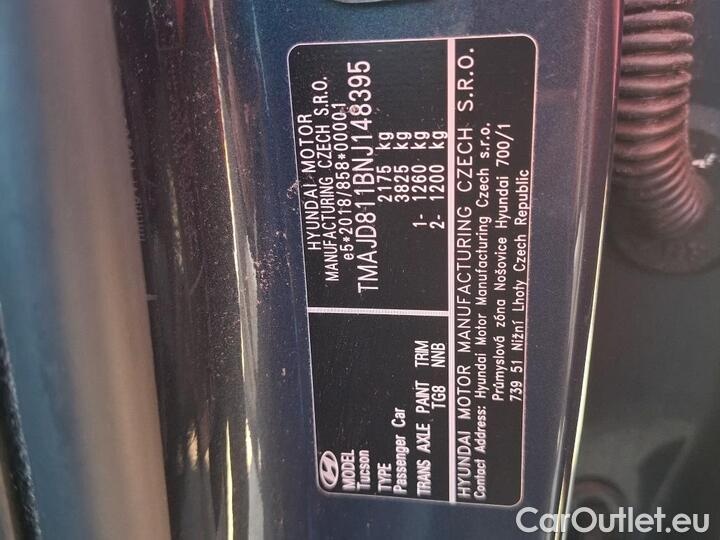 HYUNDAI MOTOR
MANUFACTURING CZECH S.R.O.
e5*2018/858*00001
TMAJD811BNJ148395
2175 kg
3825 kg
1- 1260 kg
2- 1200 kg
MODEL
Tucson
TYPE
Passenger Car
TRANS AXLE PAINT TRIM
TG8 NNB
HYUNDAI MOTOR MANUFACTURING CZECH S.R.O.
Contact Address: Hyundai Motor Manufacturing Czech s.r.o.
Průmyslová zóna Nošovice Hyundai 700/1
739 51 Nižní Lhoty Czech Republic
CarOutlet.eu